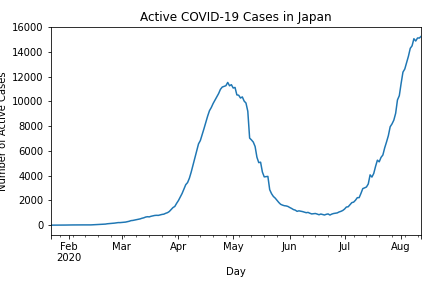 Active COVID-19 Cases in Japan
16000
14000
12000
10000
8000
6000
4000
2000
0
Number of Active Cases
Feb Mar Apr May Jun Jul Aug
2020
Day